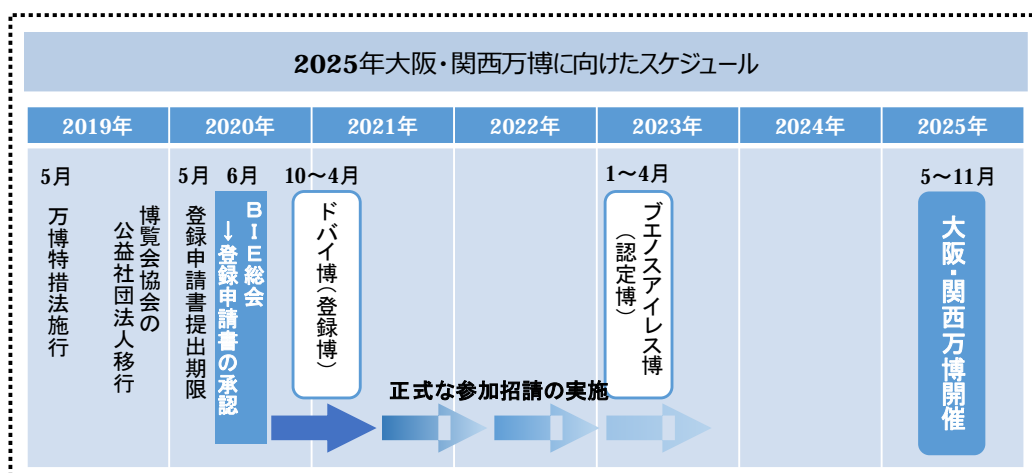 2025年大阪・関西万博に向けたスケジュール
2019年
2020年
2021年
2022年
2023年
2024年
2025年
5月
万博特措法施行
博覧会協会の
公益社団法人移行
5月
登録申請書提出期限
6月
BIE総会
→登録申請書の承認
10～4月
ドバイ博（登録博）
1～4月
ブエノスアイレス博
（認定博）
5～11月
大阪・関西万博開催
正式な参加招請の実施